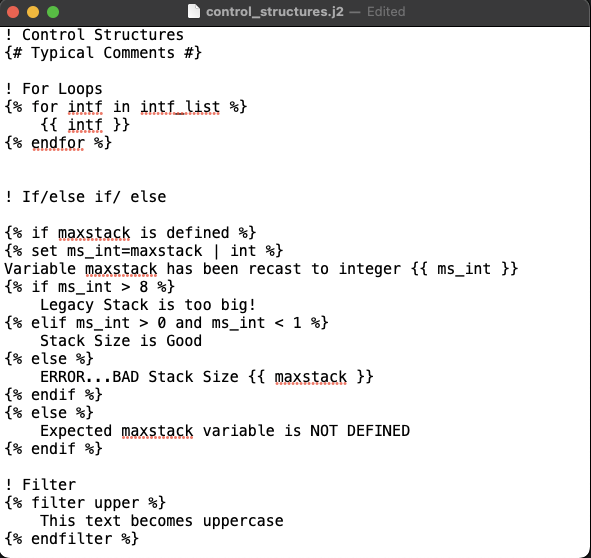 control_structures.j2 — Edited
! Control Structures
{# Typical Comments #}
! For Loops
{% for intf in intf_list %}
    {{ intf }}
{% endfor %}
! If/else if/ else
{% if maxstack is defined %}
{% set ms_int=maxstack | int %}
Variable maxstack has been recast to integer {{ ms_int }}
{% if ms_int > 8 %}
    Legacy Stack is too big!
{% elif ms_int > 0 and ms_int < 1 %}
    Stack Size is Good
{% else %}
    ERROR...BAD Stack Size {{ maxstack }}
{% endif %}
{% else %}
    Expected maxstack variable is NOT DEFINED
{% endif %}
! Filter
{% filter upper %}
    This text becomes uppercase
{% endfilter %}